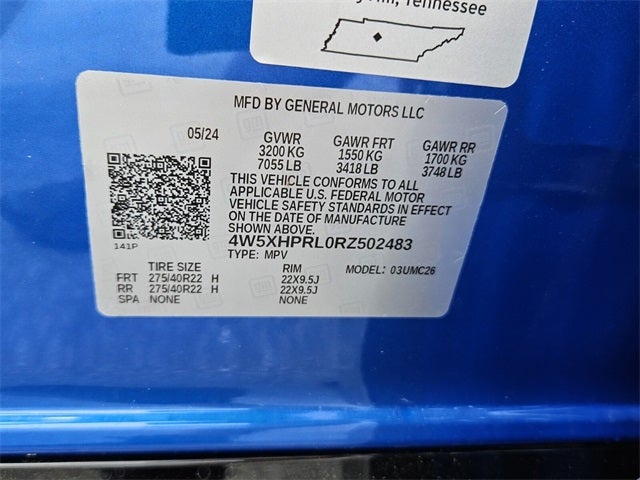 Hill, Tennessee
MFD BY GENERAL MOTORS LLC
05/24 GVWR GAWR FRT GAWR RR
3200 KG 1550 KG 1700 KG
7055 LB 3418 LB 3748 LB
THIS VEHICLE CONFORMS TO ALL
APPLICABLE U.S. FEDERAL MOTOR
VEHICLE SAFETY STANDARDS IN EFFECT
ON THE DATE OF MANUFACTURE
SHOWN ABOVE.
141P 4W5XHPRL0RZ502483
TYPE: MPV MODEL: 03UMC26
TIRE SIZE RIM
FRT 275/40R22 H 22X9.5J
RR 275/40R22 H 22X9.5J
SPA NONE NONE